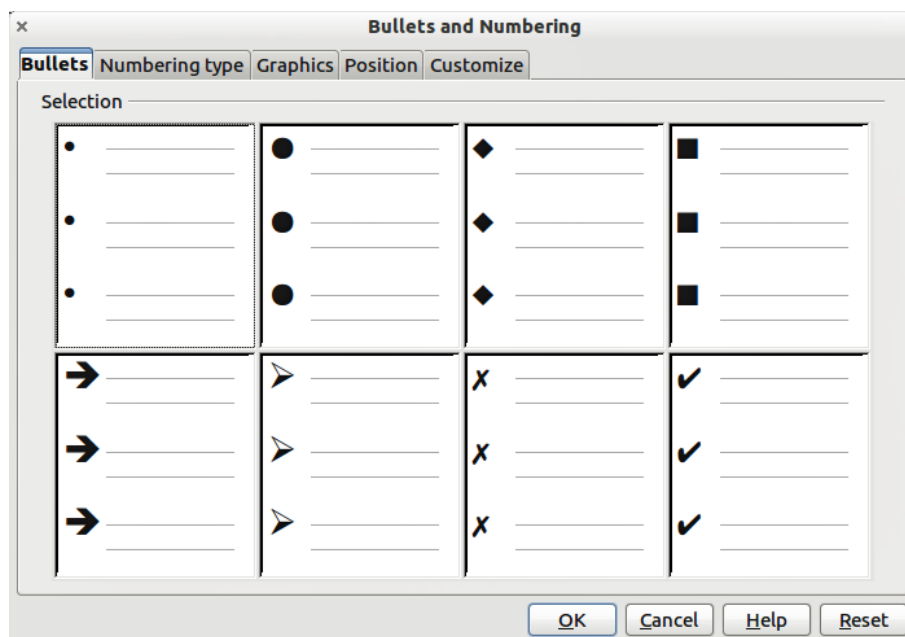 Bullets and Numbering
Bullets Numbering type Graphics Position Customize
Selection
OK Cancel Help Reset